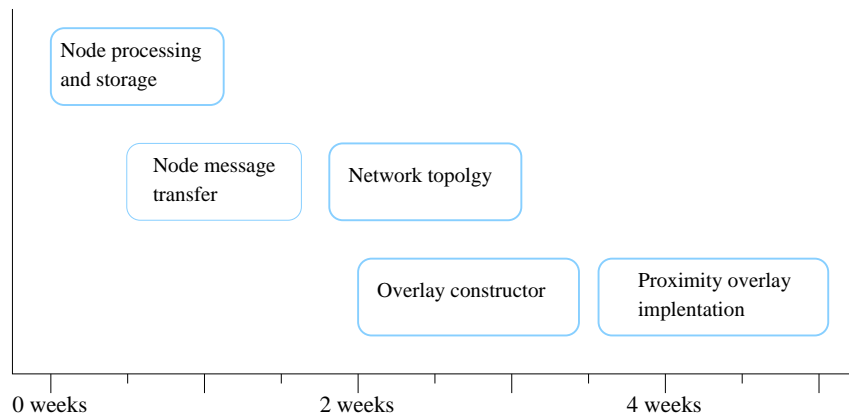 Node processing
and storage
Node message
transfer
Network topolgy
Overlay constructor
Proximity overlay
implentation
0 weeks
2 weeks
4 weeks